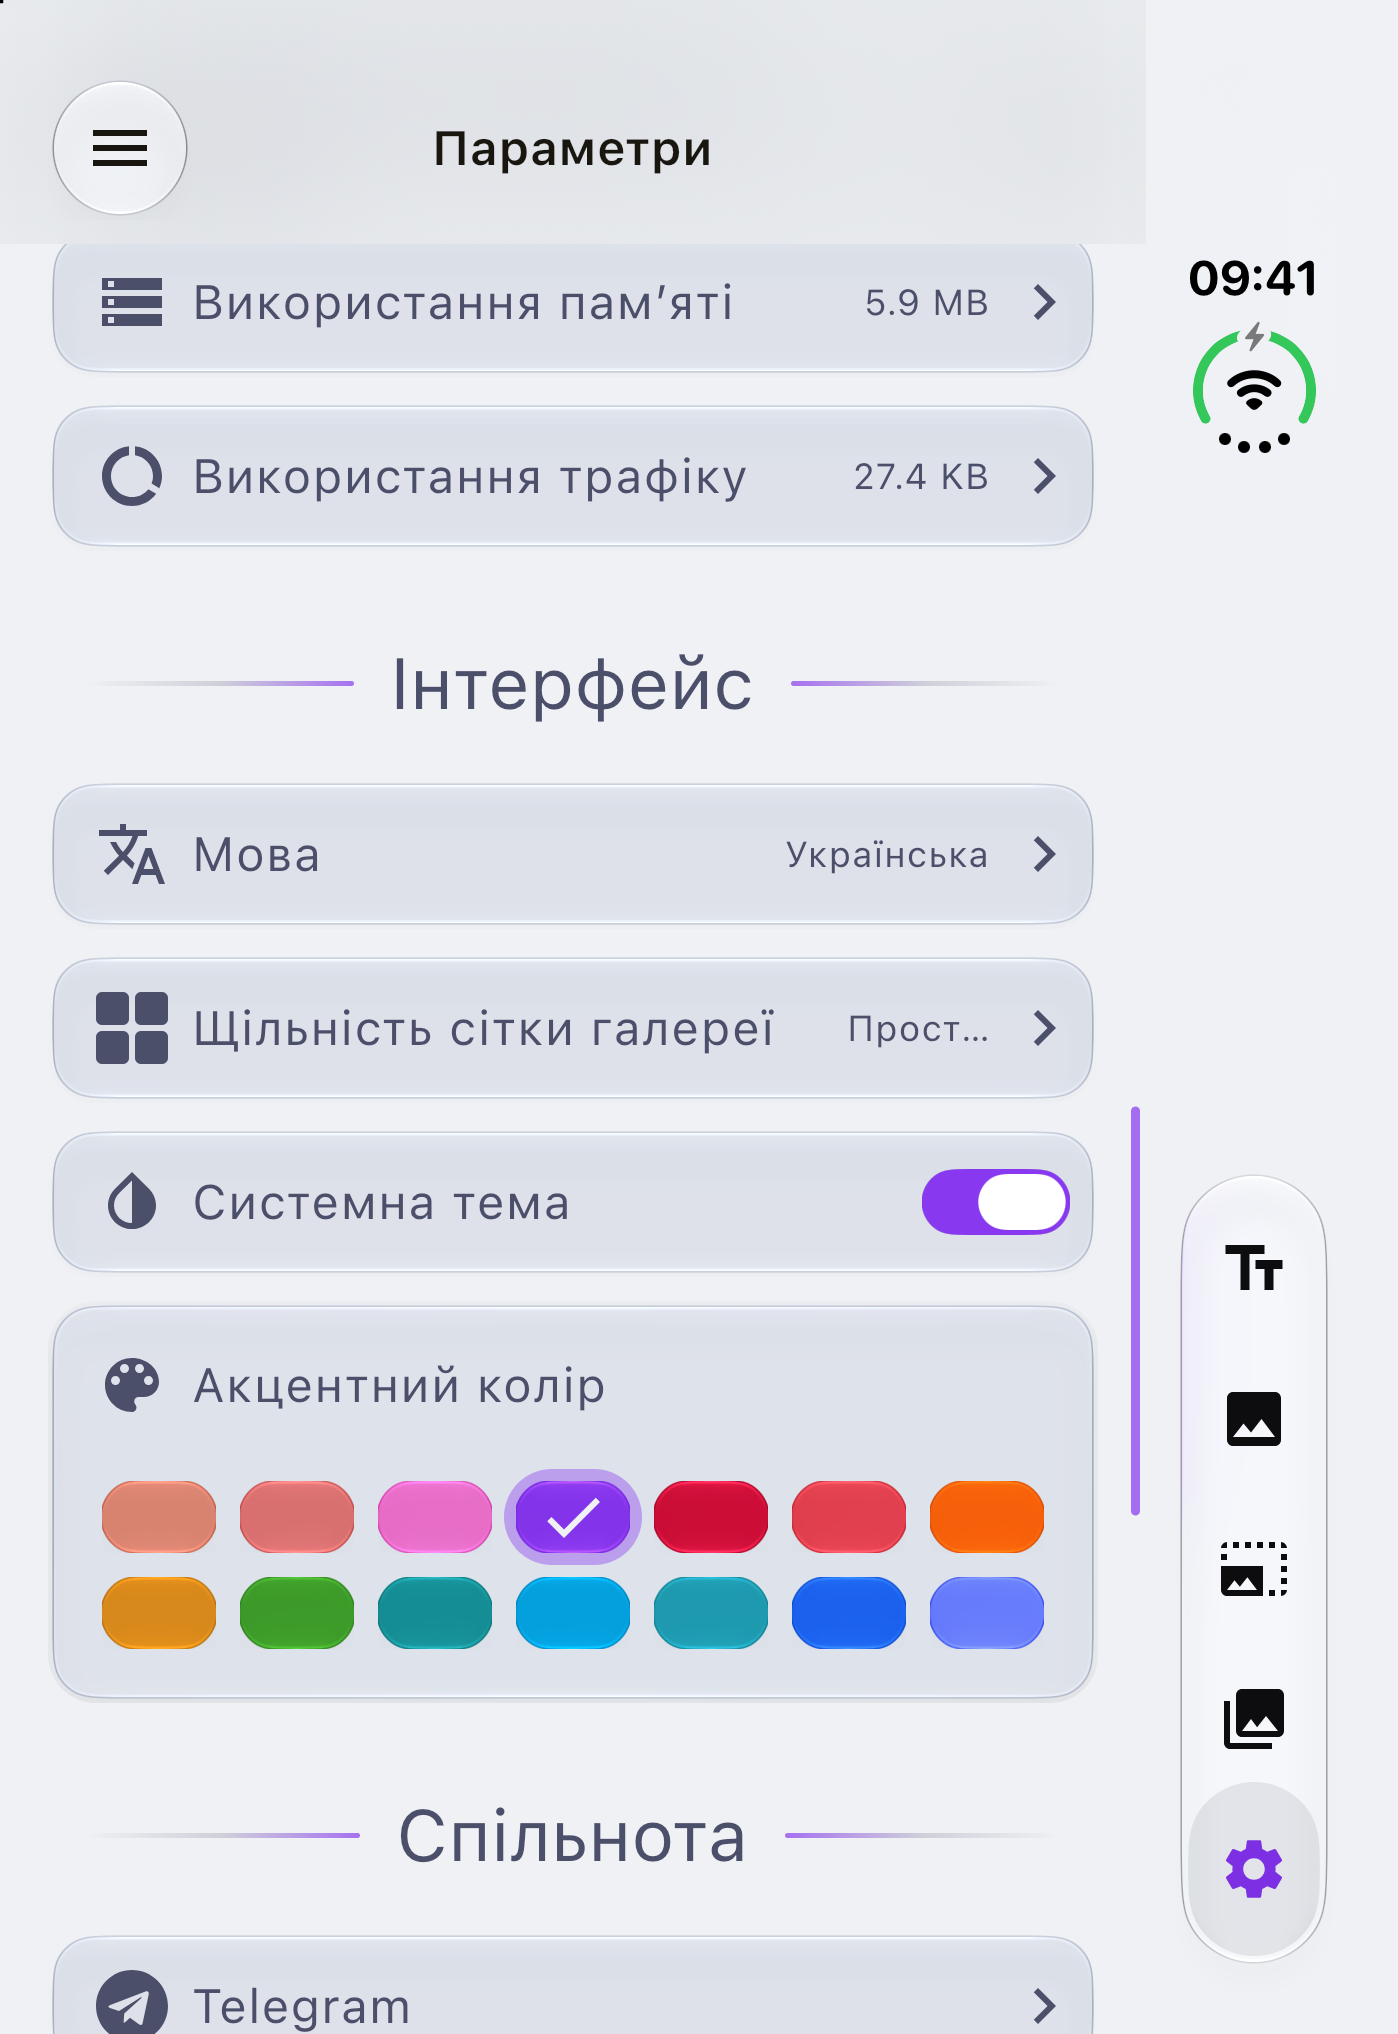 Параметри
Використання пам’яті 5.9 MB
09:41
Використання трафіку 27.4 KB
Інтерфейс
Мова Українська
Щільність сітки галереї Прост...
Системна тема
Акцентний колір
Tт
Спільнота
Telegram